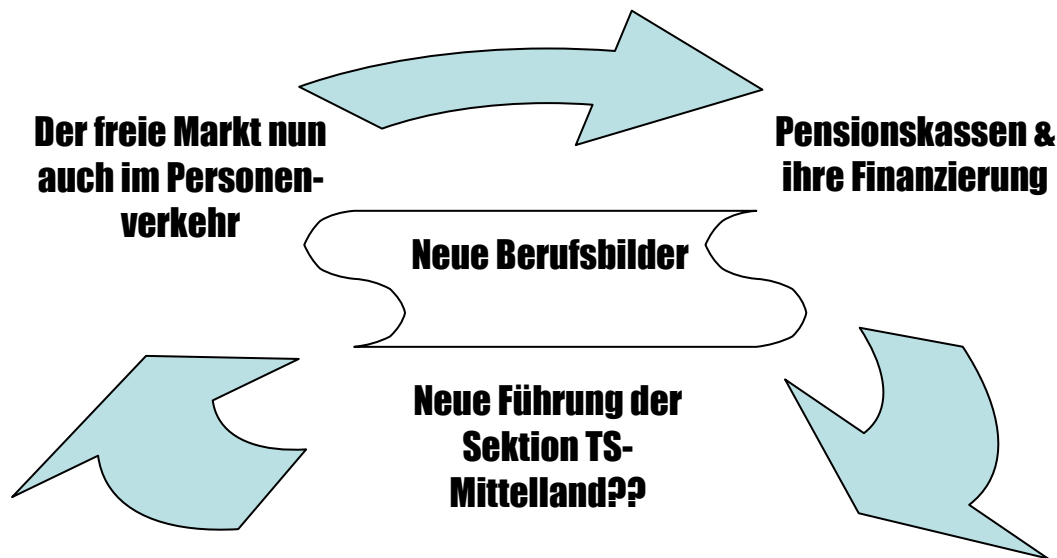 Der freie Markt nun
auch im Personen-
verkehr
Pensionskassen &
ihre Finanzierung
Neue Berufsbilder
Neue Führung der
Sektion TS-
Mittelland??